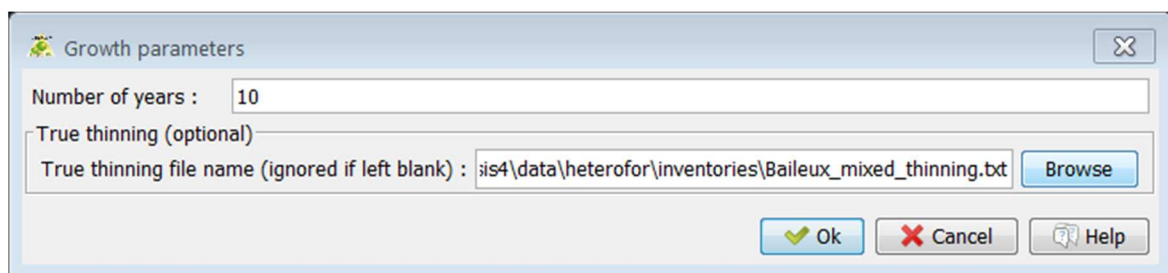 Growth parameters
Number of years : 10
True thinning (optional)
True thinning file name (ignored if left blank) : sis4\data\heterofor\inventories\Baileux_mixed_thinning.txt Browse
Ok Cancel Help